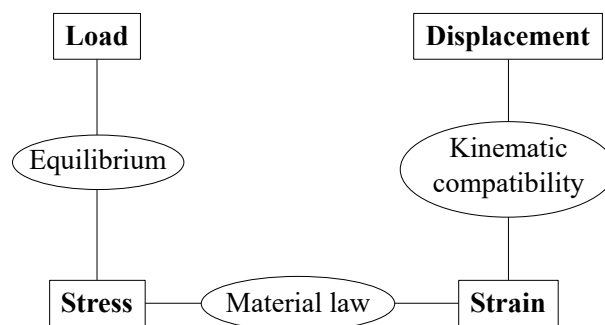 Load
Displacement
Equilibrium
Kinematic
compatibility
Stress
Material law
Strain